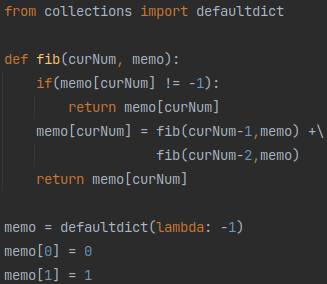 from collections import defaultdict

def fib(curNum, memo):
    if(memo[curNum] != -1):
        return memo[curNum]
    memo[curNum] = fib(curNum-1,memo) +\
                   fib(curNum-2,memo)
    return memo[curNum]

memo = defaultdict(lambda: -1)
memo[0] = 0
memo[1] = 1